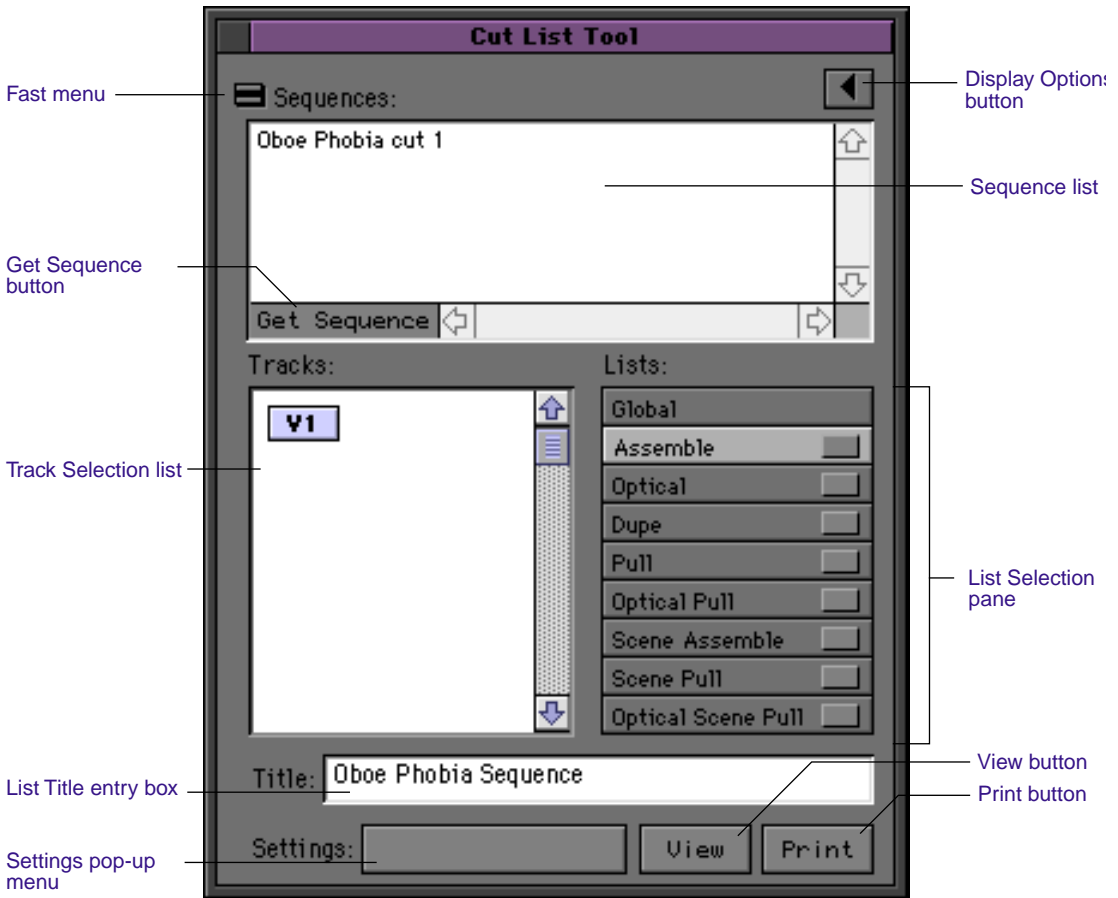 Cut List Tool
Fast menu
Sequences:
Display Options
button
Oboe Phobia cut 1
Sequence list
Get Sequence
button
Get Sequence
Tracks:
Lists:
V1
Global
Assemble
Optical
Dupe
Pull
Optical Pull
Scene Assemble
Scene Pull
Optical Scene Pull
Track Selection list
List Selection
pane
Title:
Oboe Phobia Sequence
List Title entry box
View button
Print button
Settings:
View
Print
Settings pop-up
menu